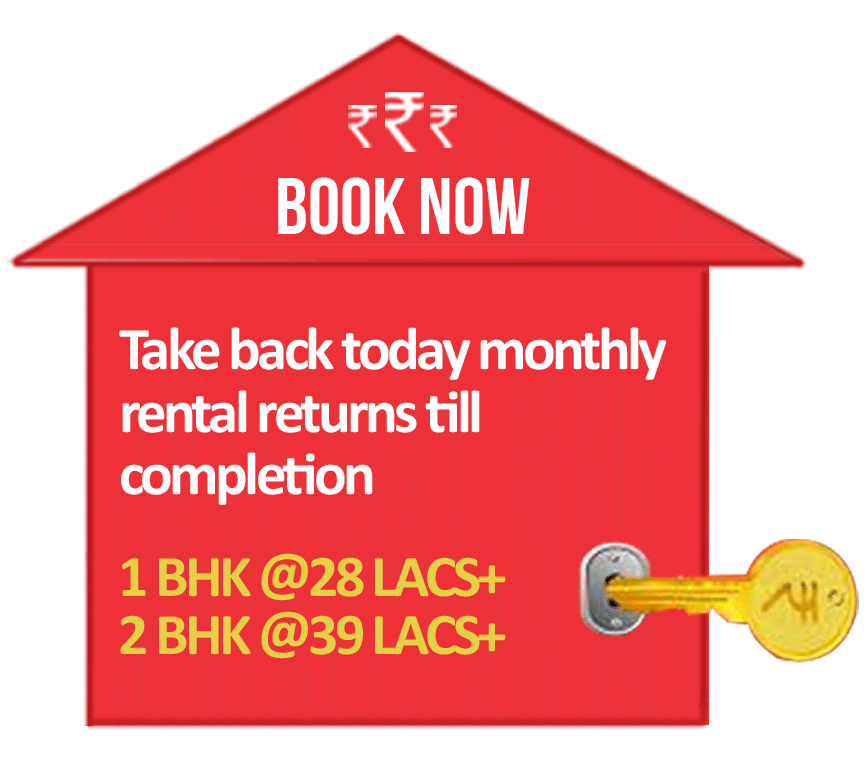 ₹ ₹ ₹
BOOK NOW
Take back today monthly
rental returns till
completion
1 BHK @28 LACS+
2 BHK @39 LACS+